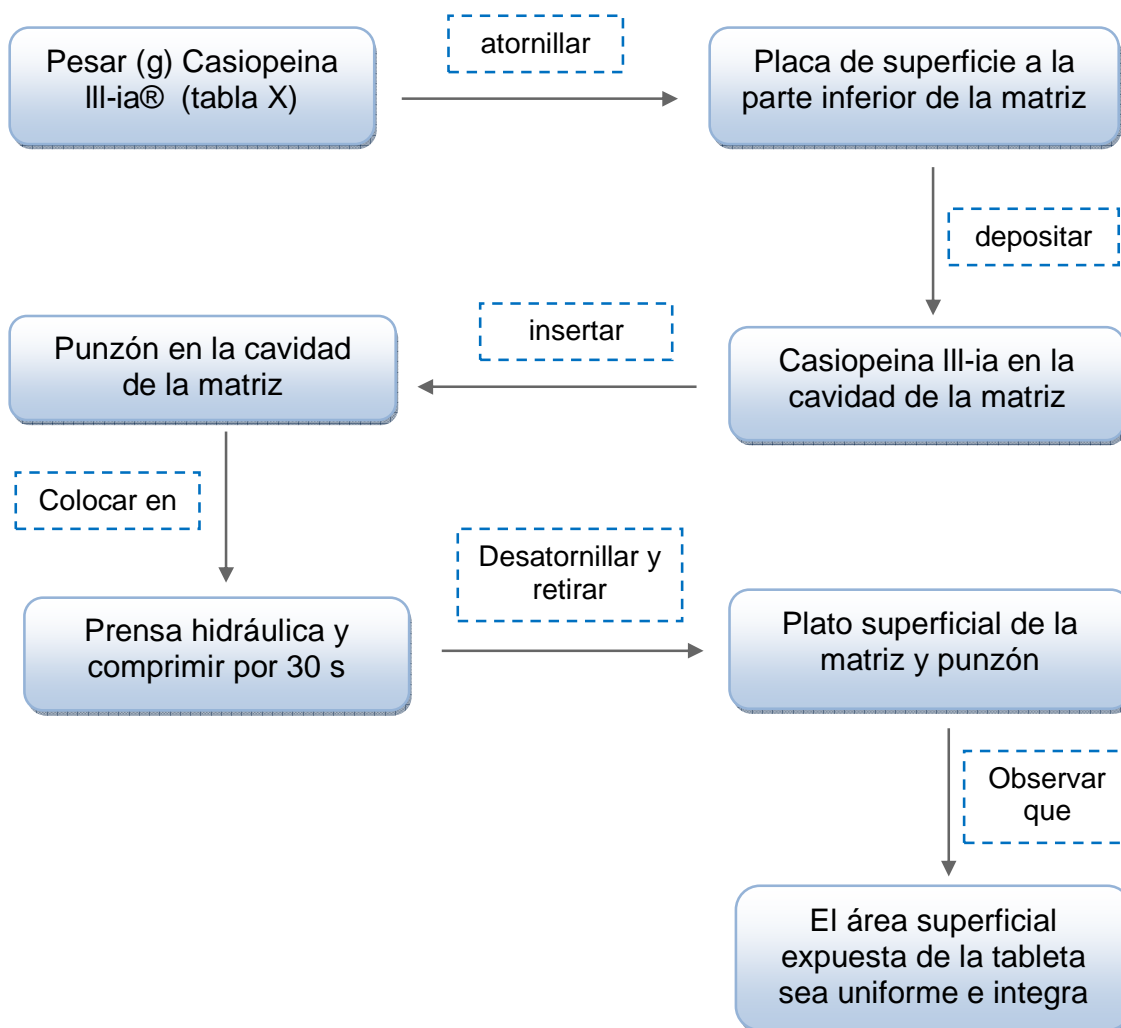 Pesar (g) Casiopeina
III-ia® (tabla X)
atornillar
Placa de superficie a la
parte inferior de la matriz
depositar
Casiopeina III-ia en la
cavidad de la matriz
insertar
Punzón en la cavidad
de la matriz
Colocar en
Prensa hidráulica y
comprimir por 30 s
Desatornillar y
retirar
Plato superficial de la
matriz y punzón
Observar
que
El área superficial
expuesta de la tableta
sea uniforme e integra